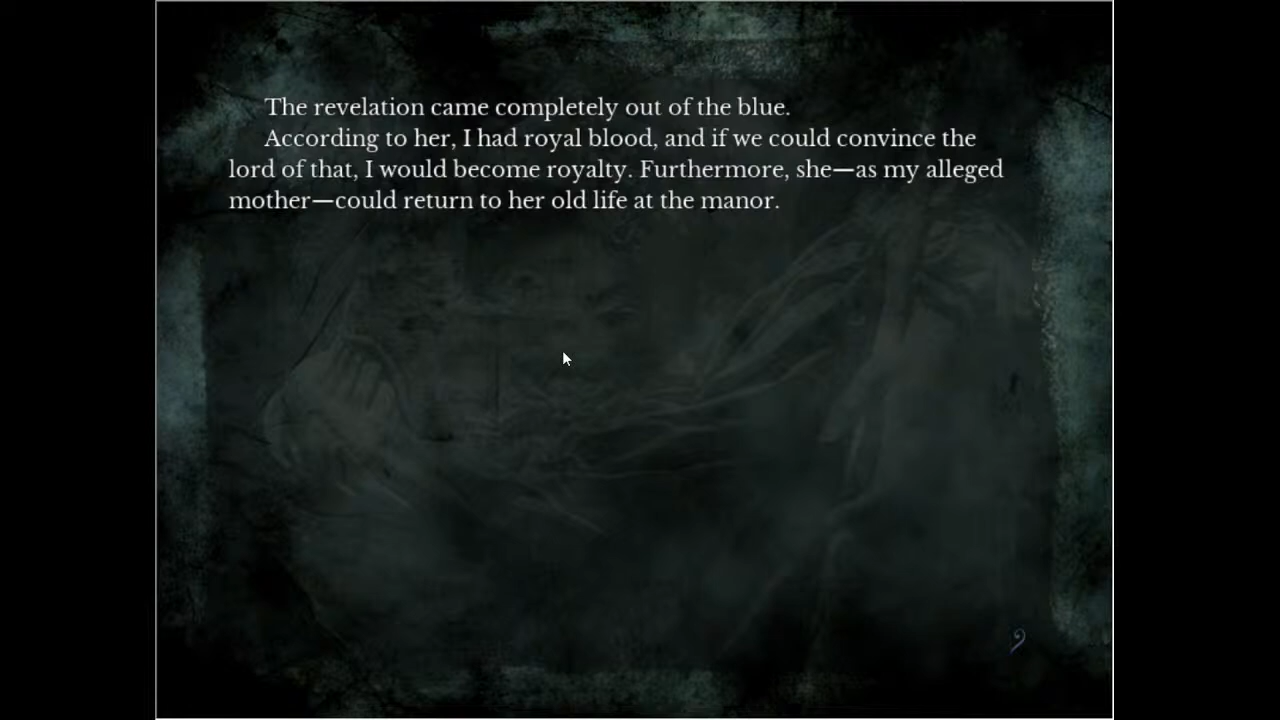 The revelation came completely out of the blue.
According to her, I had royal blood, and if we could convince the
lord of that, I would become royalty. Furthermore, she—as my alleged
mother—could return to her old life at the manor.